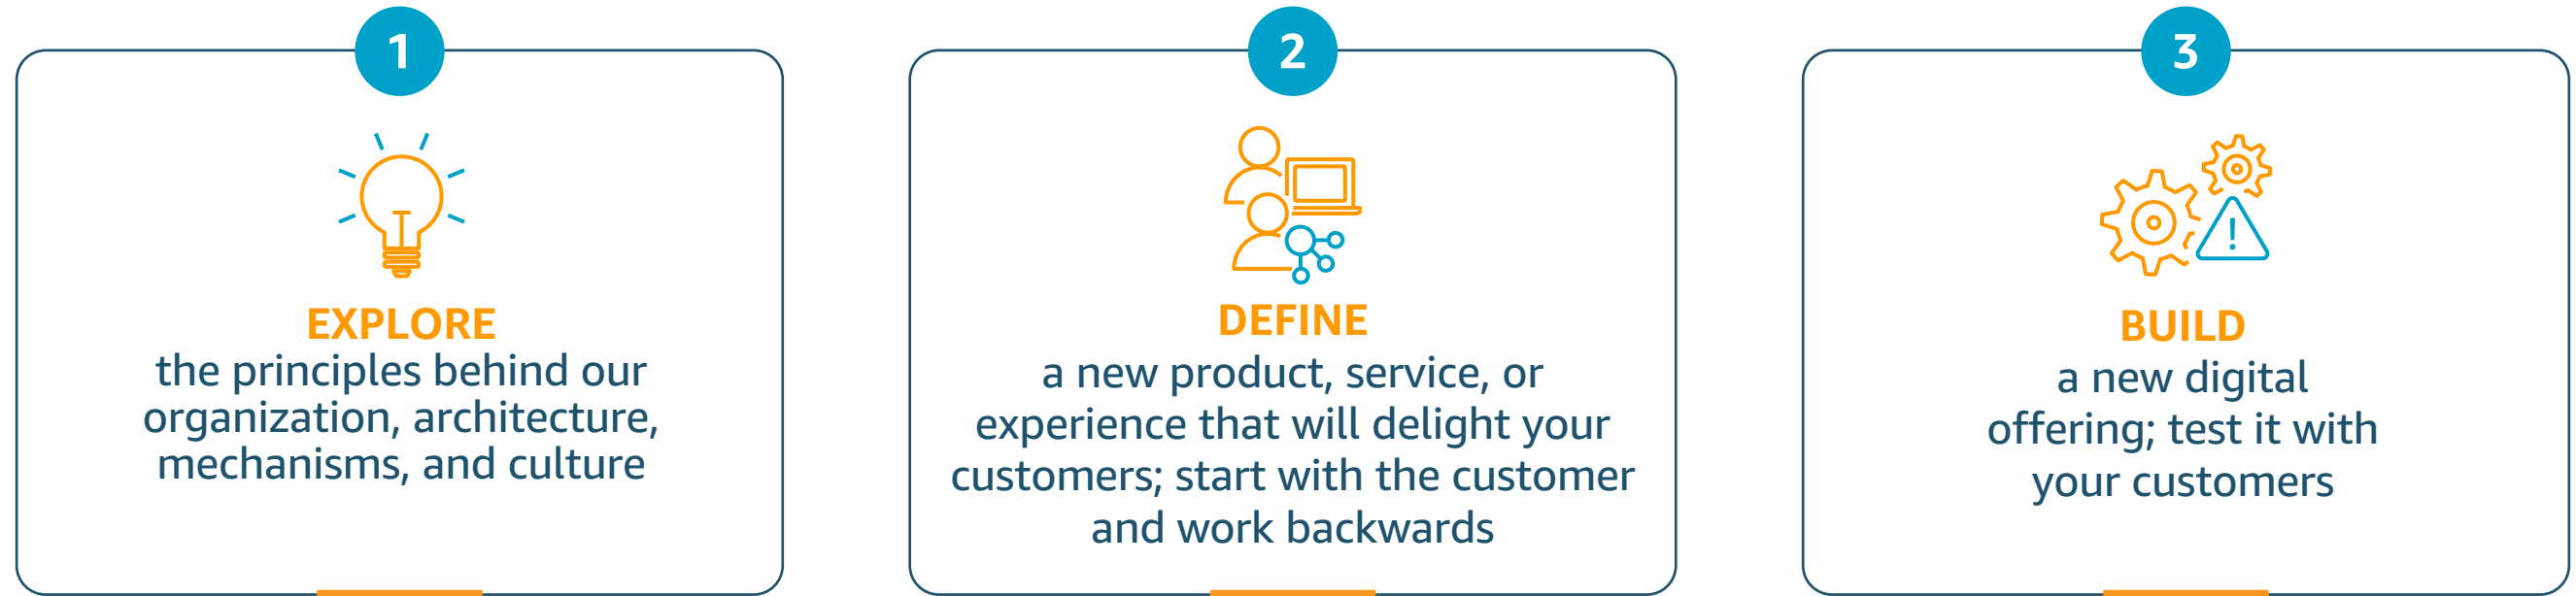 1
EXPLORE
the principles behind our
organization, architecture,
mechanisms, and culture
2
DEFINE
a new product, service, or
experience that will delight your
customers; start with the customer
and work backwards
3
!
BUILD
a new digital
offering; test it with
your customers